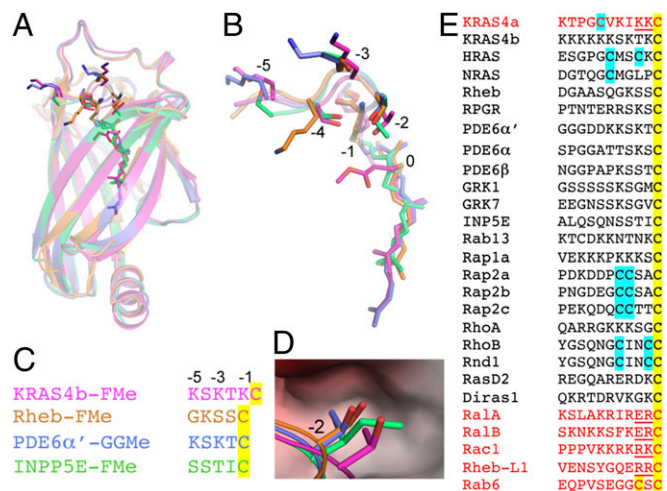 A
B
E
-5
-3
-4
-2
-1
0
KRAS4a KTPGCVKIKKC
KRAS4b KKKKKKSKTKC
HRAS ESGPGCMSCKC
NRAS DGTQGCMGLPC
Rheb DGAASQGKSSC
RPGR PTNTERRSKSC
PDE6α’ GGGDDKKSKTC
PDE6α SPGGATTKSKSC
PDE6β NGGPAPKSSTC
GRK1 GSSSSSKSGMC
GRK7 EEGNSSKSGVC
INP5E ALQSQNSSTIC
Rab13 KTCDKKNTNKC
Rap1a VEKKKPKKKSC
Rap2a PDKDDPCCSAC
Rap2b PNGDEGCCSAC
Rap2c PEKQDQCCTTC
RhoA QARRGKKKSGC
RhoB YGSQNGCINCC
Rnd1 YGSQNGCINCC
RasD2 REGQARERDKC
Diras1 QKRTDRVKGKC
RalA KSLAKRIRERC
RalB SKNKKSFKERC
Rac1 PPPVKKRKRKC
Rheb-L1 VENSYGQERRC
Rab6 EQPVSEGGCSC
C
-5 -3 -1
KRAS4b-FMe KSKTKC
Rheb-FMe GKSSC
PDE6α’-GGMe KSKTC
INPP5E-FMe SSTIC
D
-2